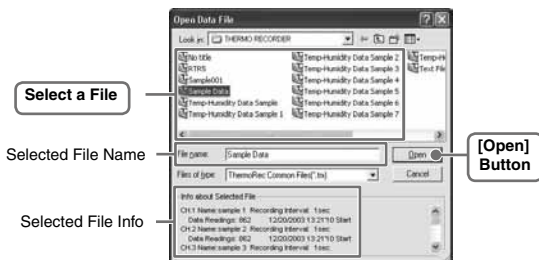 Open Data File
Look in: THERMO RECORDER
No title
RTRS
Sample001
Sample Data
Temp-Humidity Data Sample
Temp-Humidity Data Sample 1
Temp-Humidity Data Sample 2
Temp-Humidity Data Sample 3
Temp-Humidity Data Sample 4
Temp-Humidity Data Sample 5
Temp-Humidity Data Sample 6
Temp-Humidity Data Sample 7
Temp-H
Text File
Select a File
Selected File Name
File name: Sample Data
Open
[Open]
Button
Files of type: ThermoRec Common Files(*.trx)
Cancel
Selected File Info
Info about Selected File
CH.1 Name:sample 1 Recording Interval 1sec
Data Readings: 862 12/20/2003 13:21'10 Start
CH.2 Name:sample 2 Recording Interval 1sec
Data Readings: 862 12/20/2003 13:21'10 Start
CH.3 Name:sample 3 Recording Interval 1sec